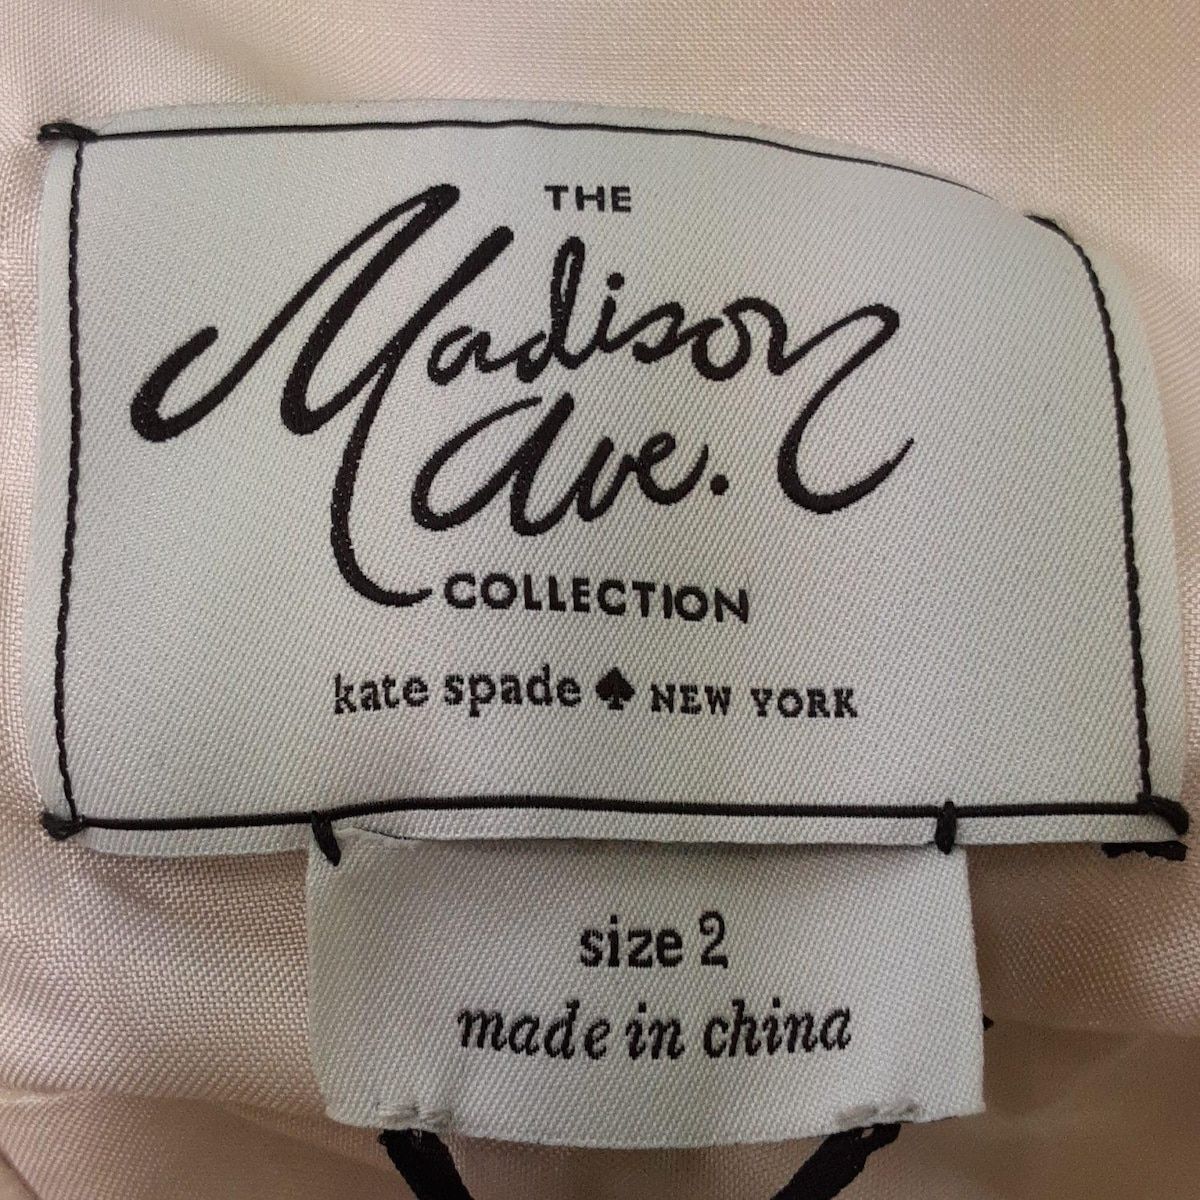 THE
Madison
Ave.
COLLECTION
kate spade♠NEW YORK
size 2
made in china